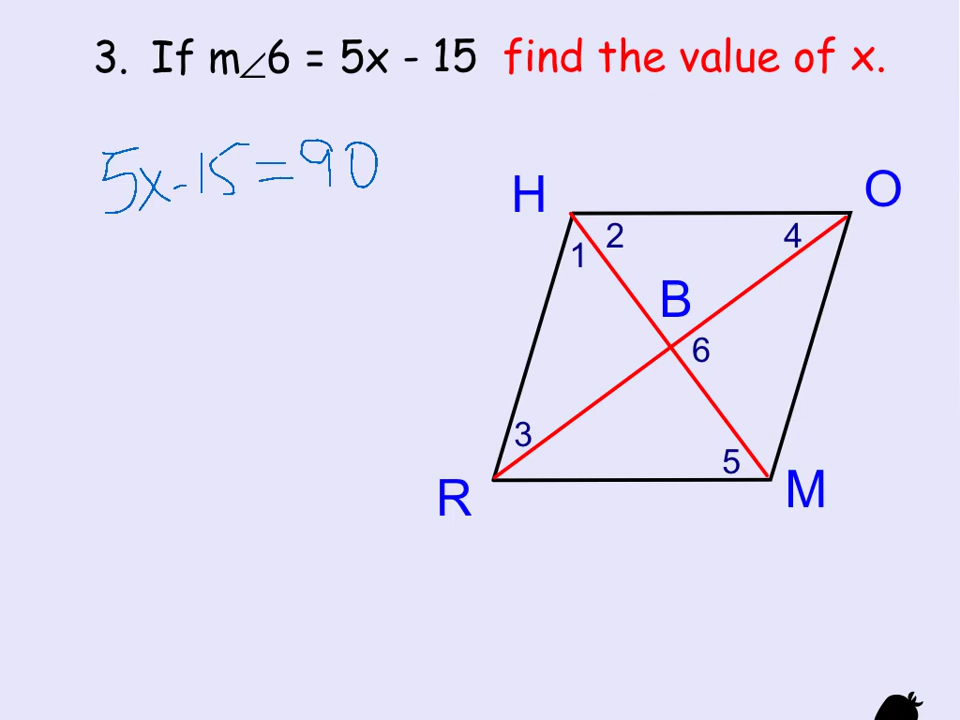 3. If m∠6 = 5x - 15 find the value of x.
5x-15=90
H
O
2
4
1
B
6
3
5
R
M